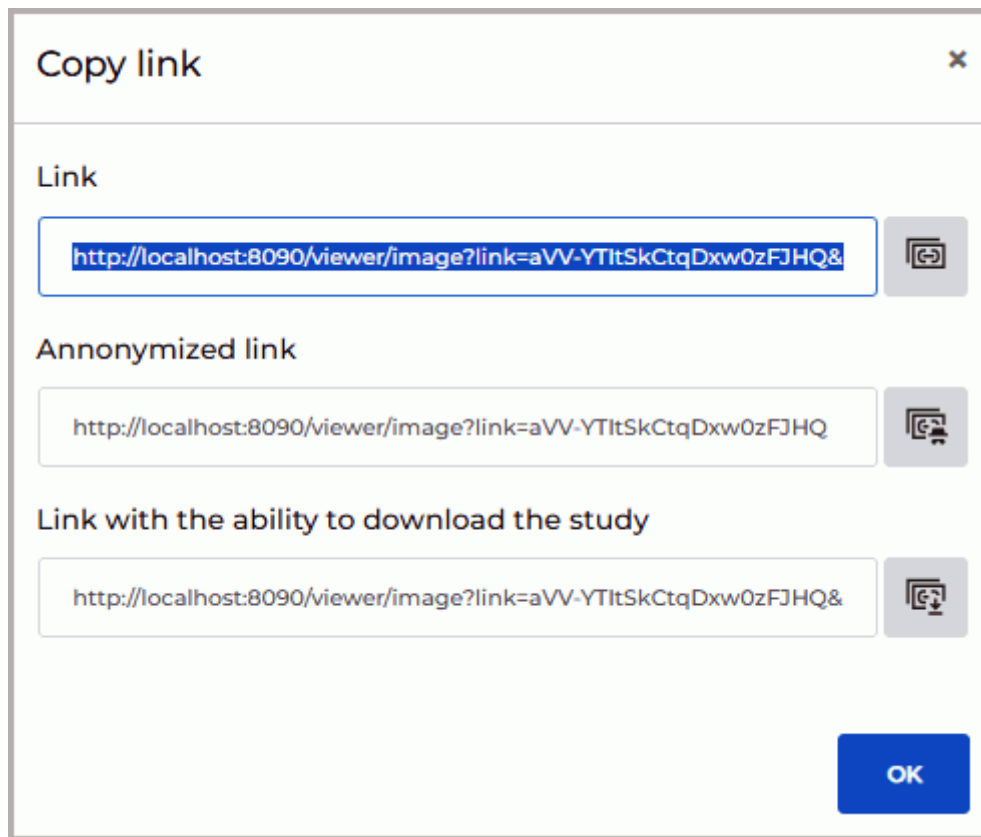 Copy link
Link
http://localhost:8090/viewer/image?link=aVV-YTItSkCtqDxw0zFJHQ&
Annonymized link
http://localhost:8090/viewer/image?link=aVV-YTItSkCtqDxw0zFJHQ
Link with the ability to download the study
http://localhost:8090/viewer/image?link=aVV-YTItSkCtqDxw0zFJHQ&
OK